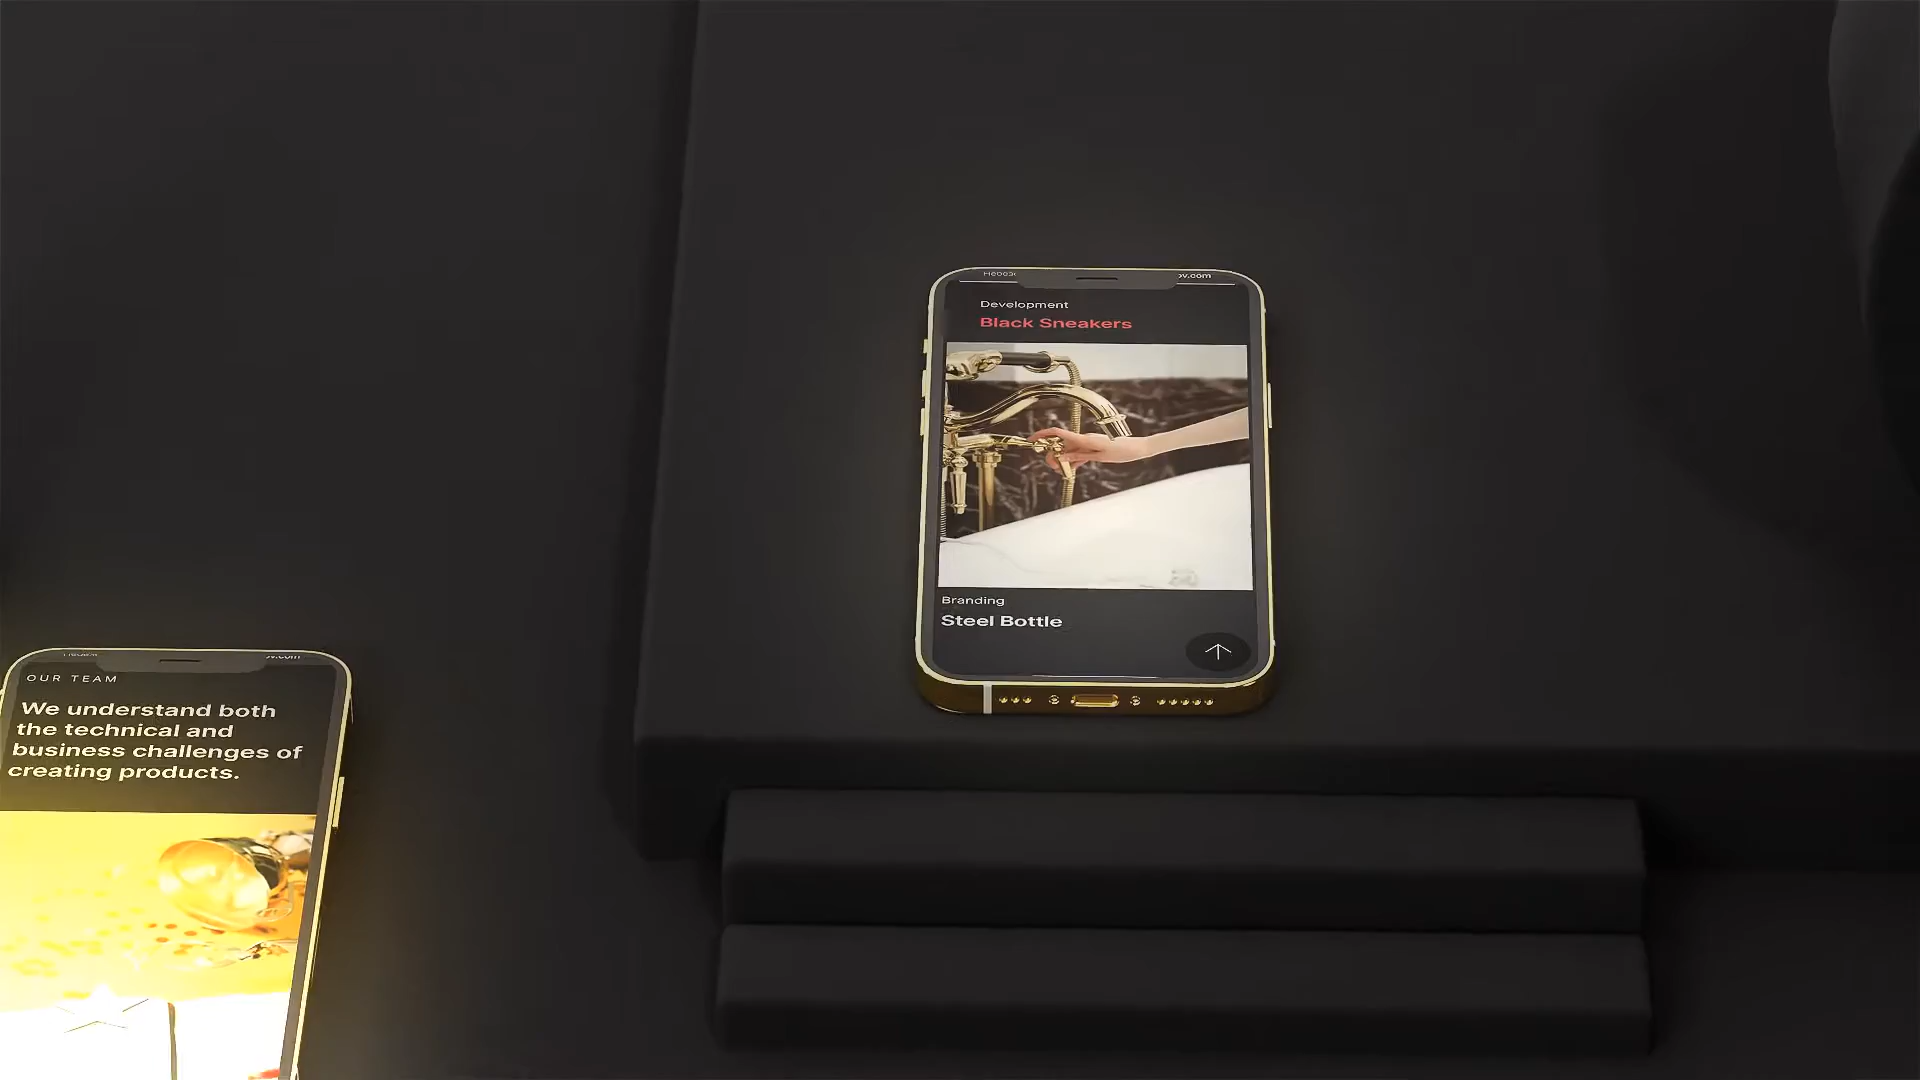 Development
Black Sneakers
Branding
Steel Bottle
OUR TEAM
We understand both
the technical and
business challenges of
creating products.